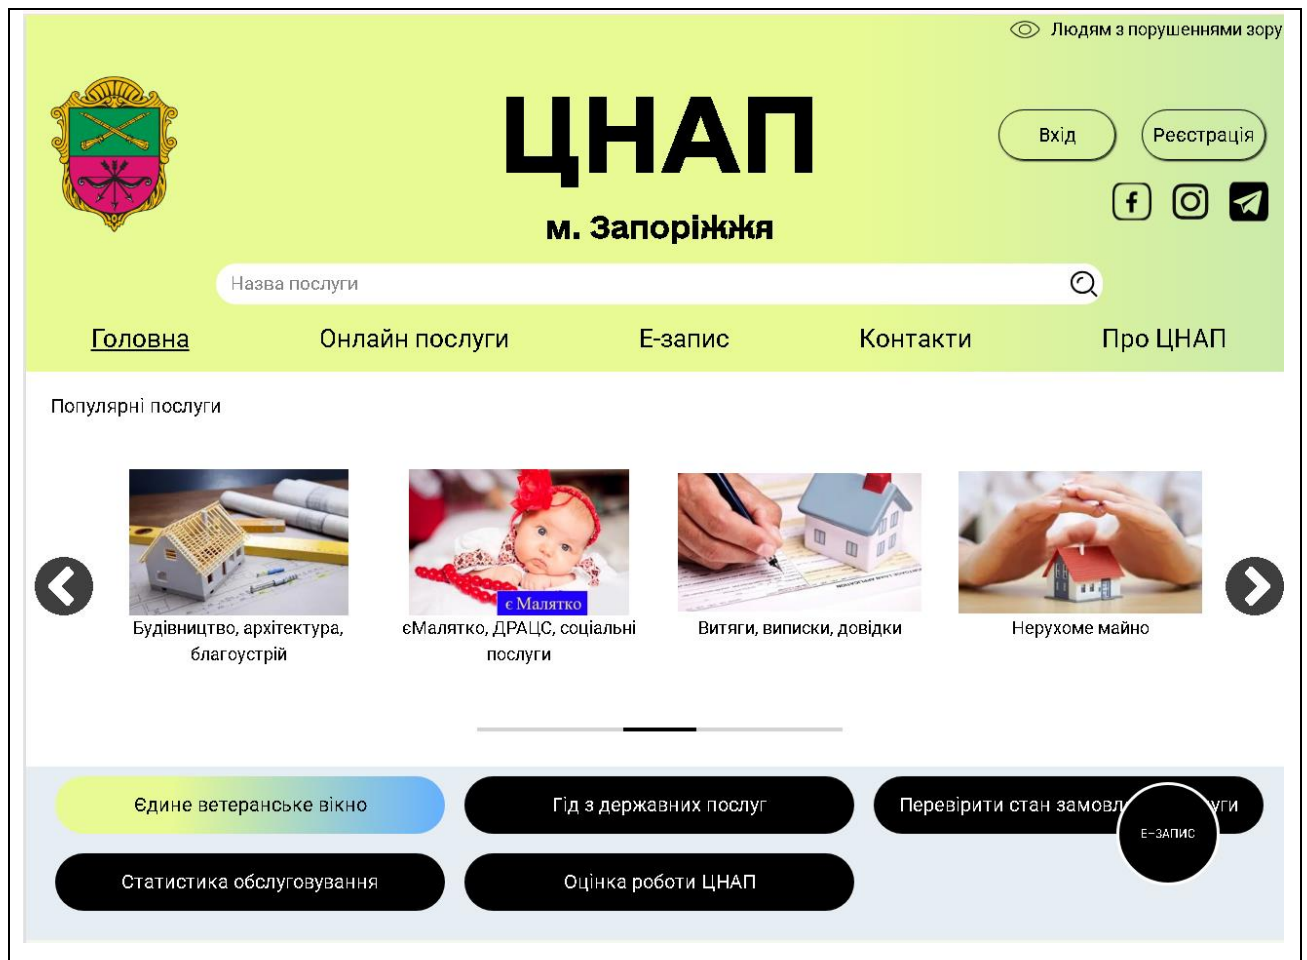 Людям з порушеннями зору
ЦНАП
м. Запоріжжя
Вхід
Реєстрація
Назва послуги
Головна
Онлайн послуги
Е-запис
Контакти
Про ЦНАП
Популярні послуги
є Малятко
Будівництво, архітектура,
благоустрій
єМалятко, ДРАЦС, соціальні
послуги
Витяги, виписки, довідки
Нерухоме майно
Єдине ветеранське вікно
Гід з державних послуг
Перевірити стан
Е-ЗАПИС
Статистика обслуговування
Оцінка роботи ЦНАП